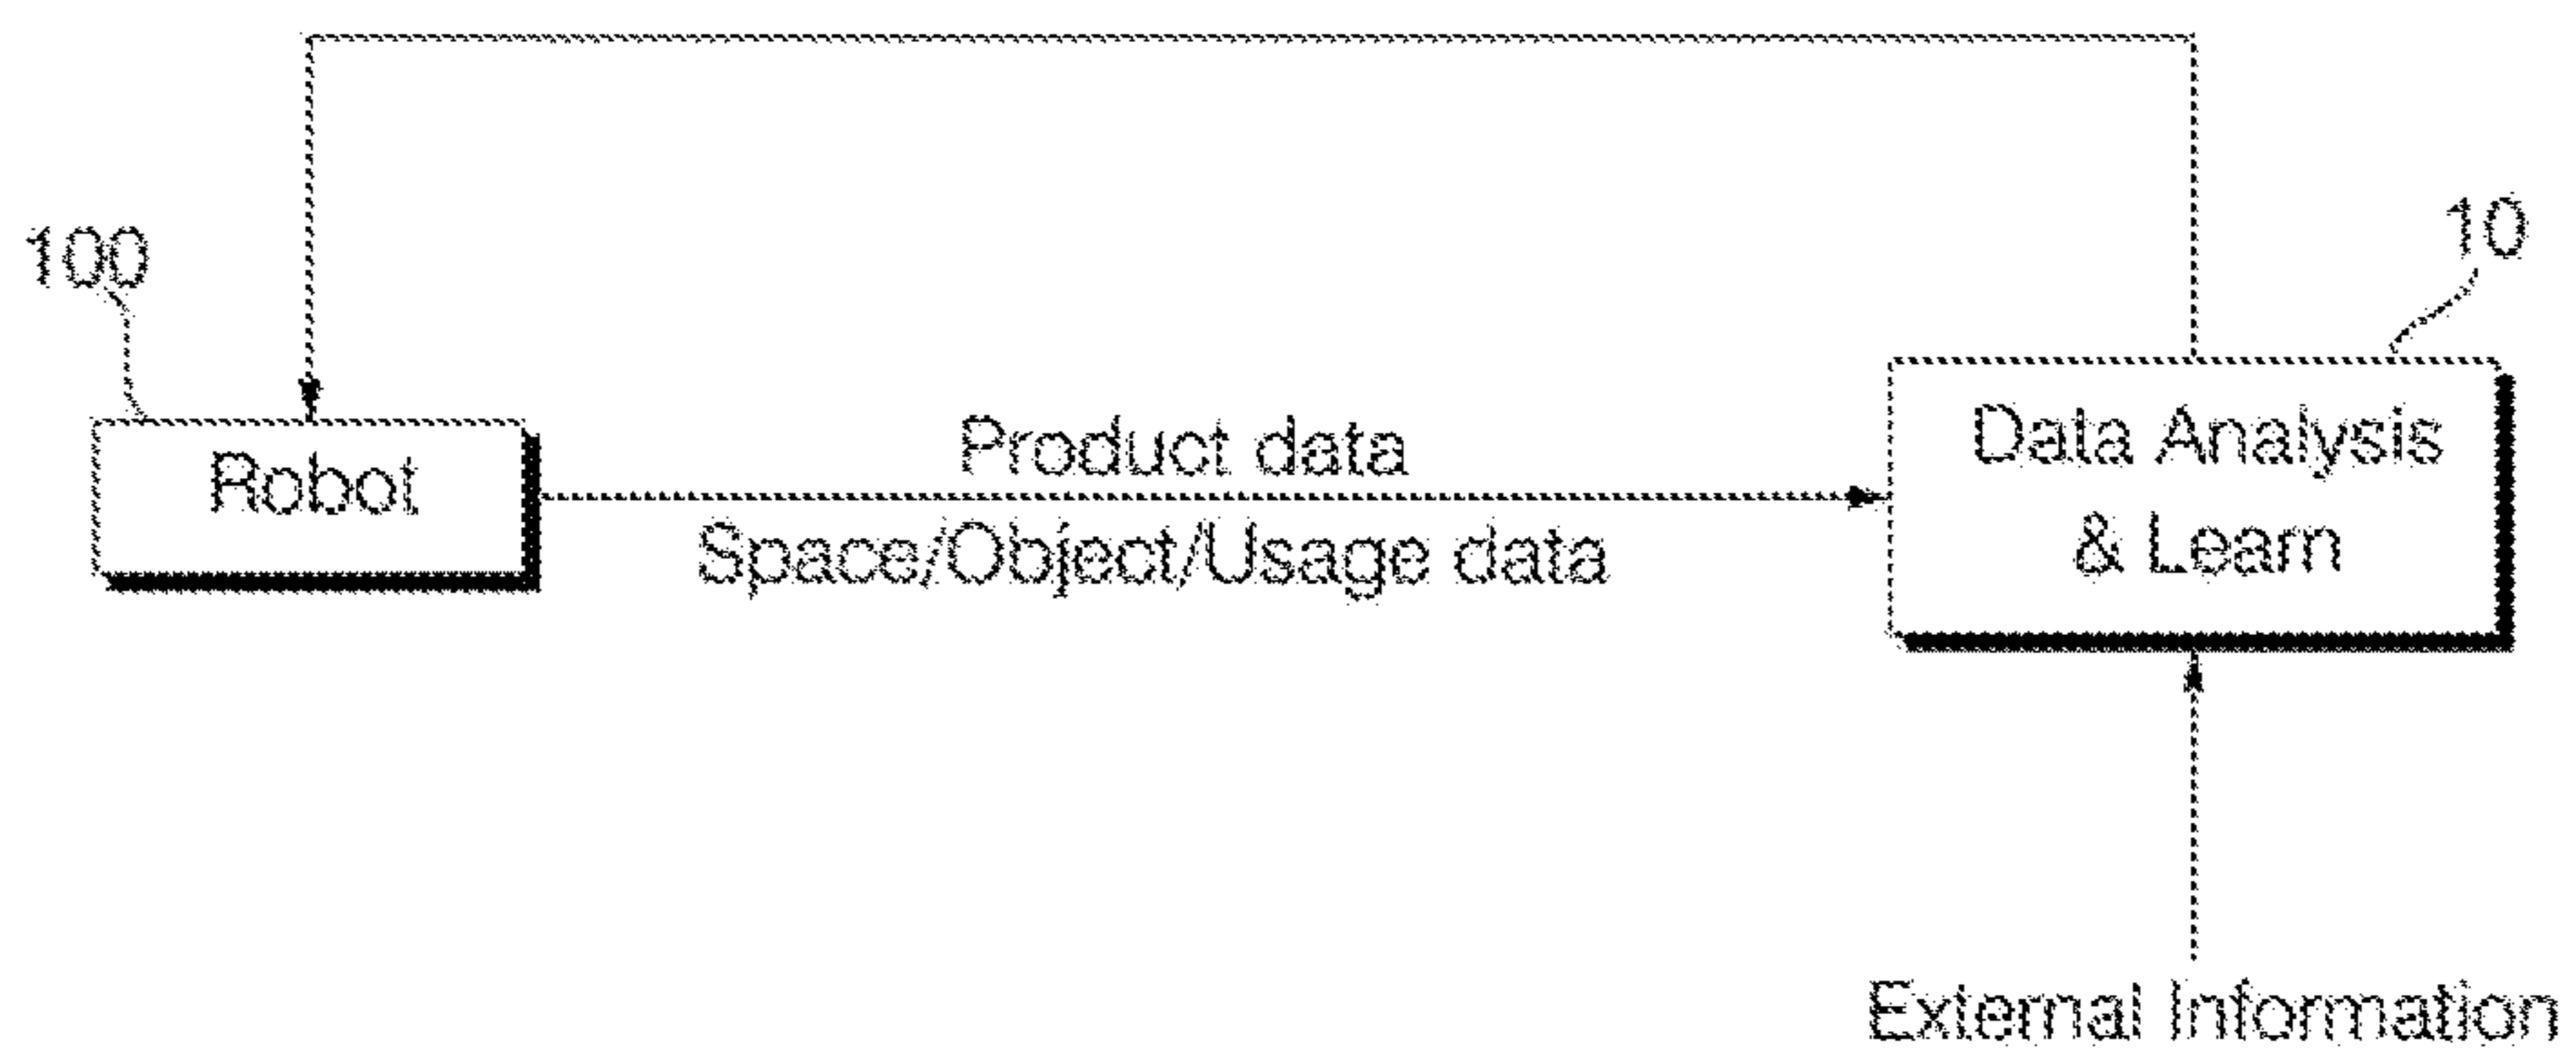 100
10
Robot
Product data
Space/Object/Usage data
Data Analysis
& Learn
External Information